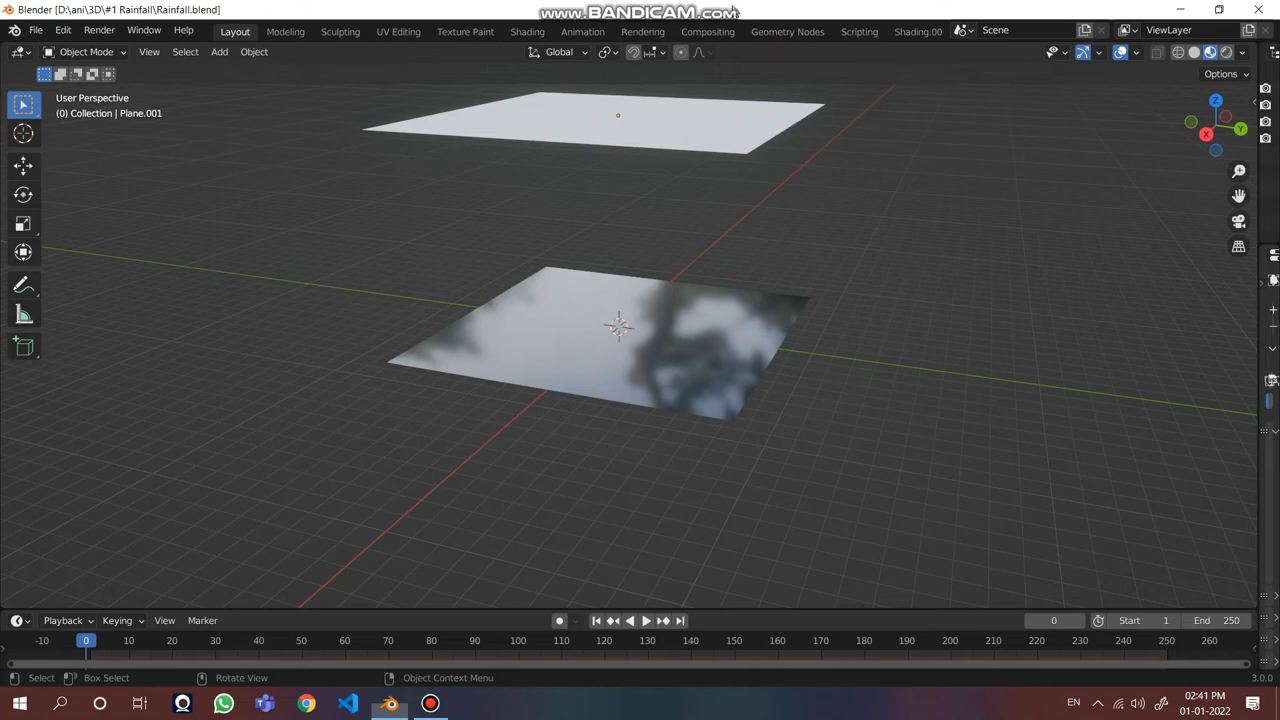 Blender [D:\ani\3D\#1 Rainfall\Rainfall.blend]
www.BANDICAM.com
File Edit Render Window Help Layout Modeling Sculpting UV Editing Texture Paint Shading Animation Rendering Compositing Geometry Nodes Scripting Shading.00 Scene ViewLayer
Object Mode View Select Add Object Global
Options
User Perspective
(0) Collection | Plane.001
Z
Y
X
Playback Keying View Marker 0 Start 1 End 250
-10 0 10 20 30 40 50 60 70 80 90 100 110 120 130 140 150 160 170 180 190 200 210 220 230 240 250 260
Select Box Select Rotate View Object Context Menu 3.0.0
EN 02:41 PM
01-01-2022